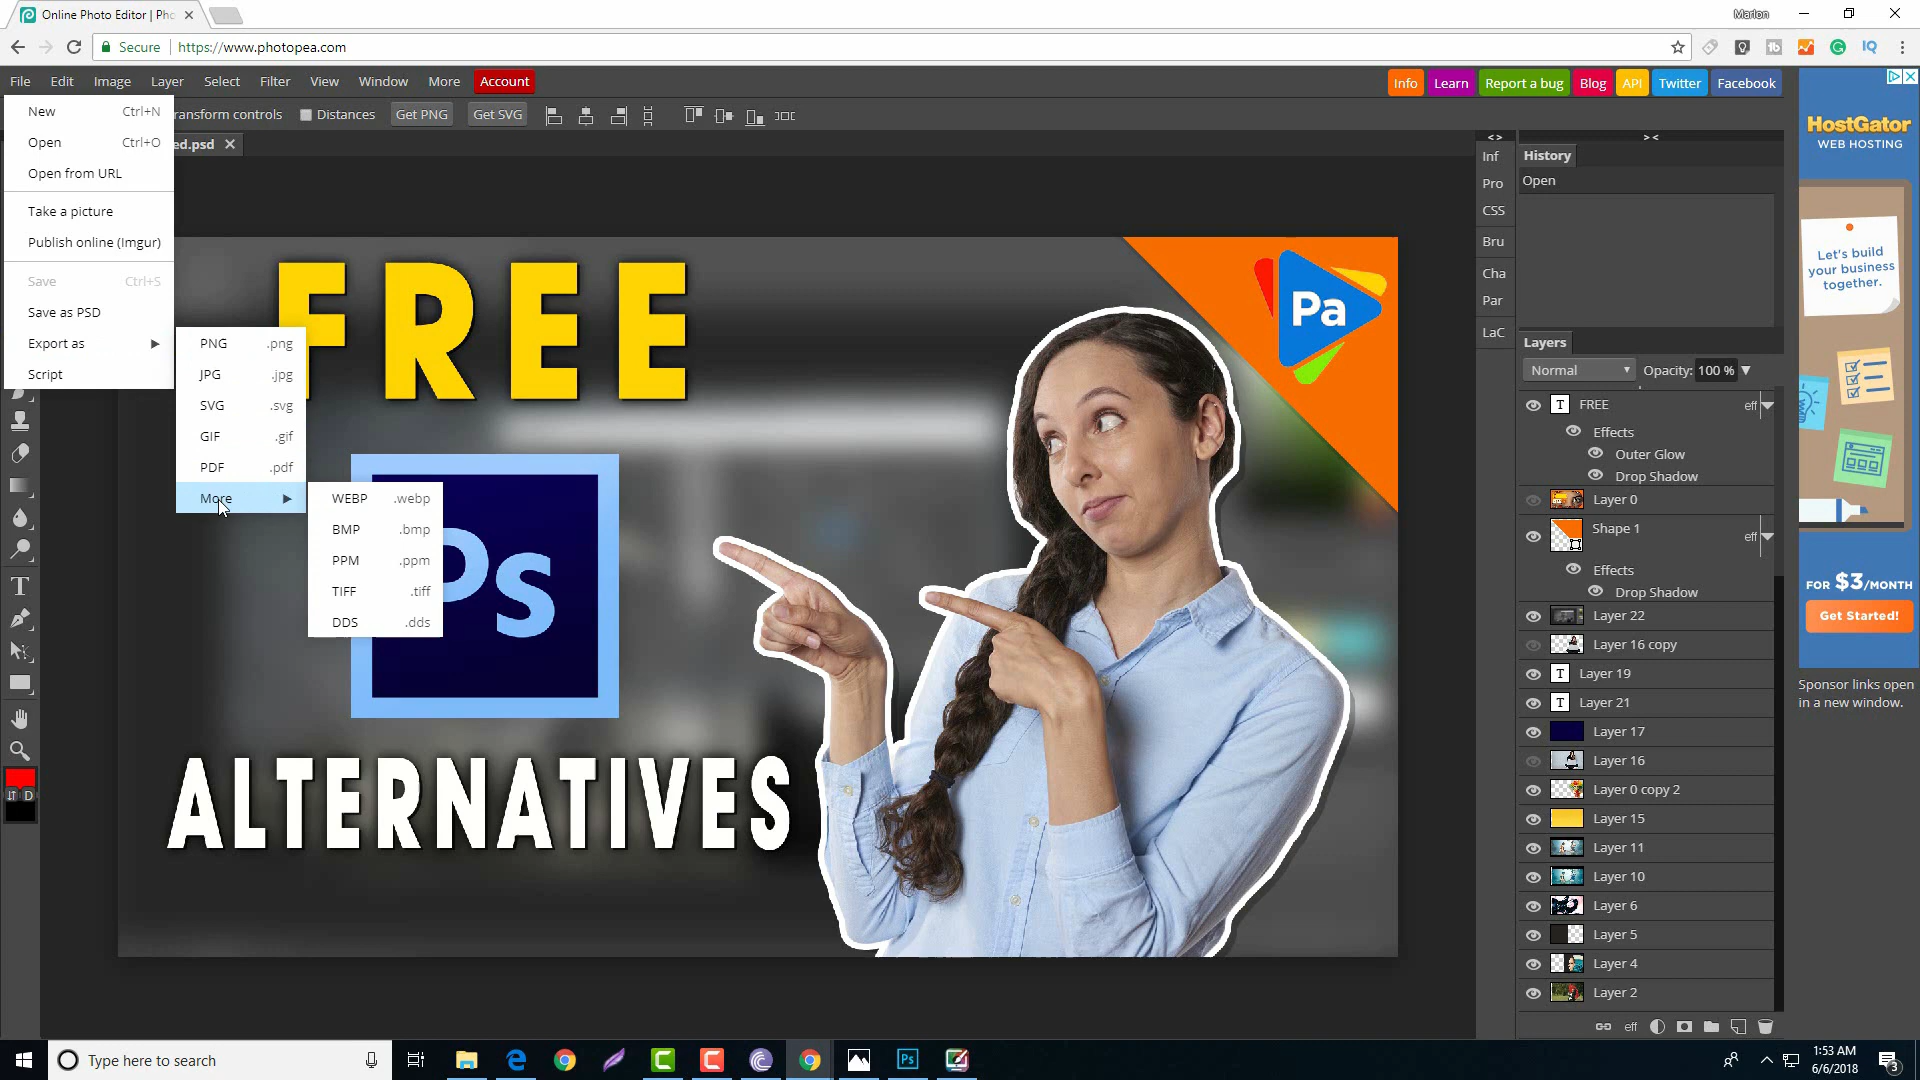 Online Photo Editor | Pho
Marlon
Secure
https://www.photopea.com
File Edit Image Layer Select Filter View Window More Account
Info Learn Report a bug Blog API Twitter Facebook
ransform controls
Distances
Get PNG
Get SVG
ed.psd
New Ctrl+N
Open Ctrl+O
Open from URL
Take a picture
Publish online (Imgur)
Save Ctrl+S
Save as PSD
Export as
Script
PNG .png
JPG .jpg
SVG .svg
GIF .gif
PDF .pdf
More
WEBP .webp
BMP .bmp
PPM .ppm
TIFF .tiff
DDS .dds
FREE
Ps
ALTERNATIVES
Pa
Inf
Pro
CSS
Bru
Cha
Par
LaC
History
Open
Layers
Normal
Opacity: 100 %
T FREE eff
Effects
Outer Glow
Drop Shadow
Layer 0
Shape 1 eff
Effects
Drop Shadow
Layer 22
Layer 16 copy
T Layer 19
T Layer 21
Layer 17
Layer 16
Layer 0 copy 2
Layer 15
Layer 11
Layer 10
Layer 6
Layer 5
Layer 4
Layer 2
eff
HostGator
WEB HOSTING
Let's build
your business
together.
FOR $3/MONTH
Get Started!
Sponsor links open
in a new window.
T
D
Type here to search
Ps
1:53 AM
6/6/2018
3